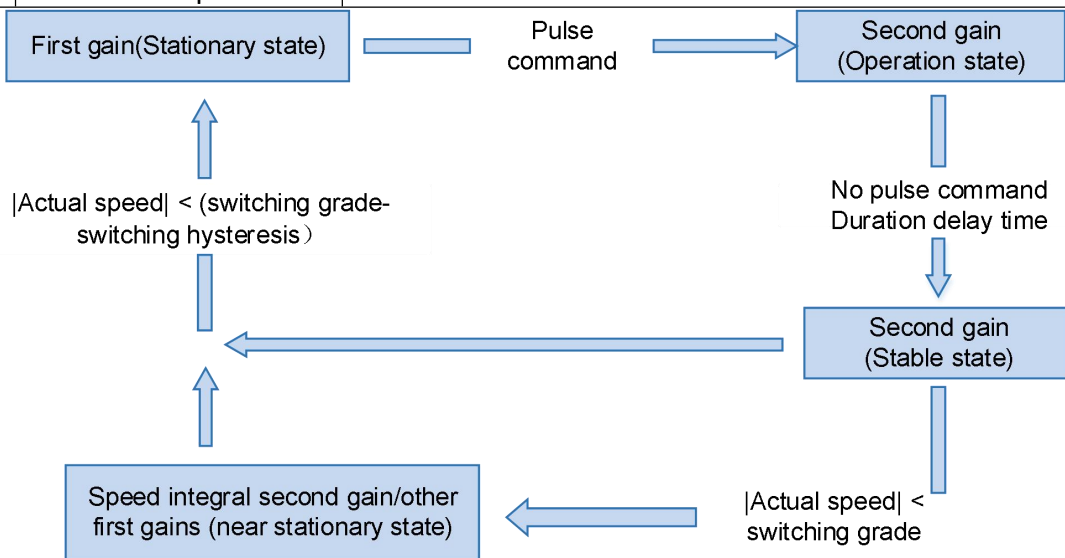 First gain(Stationary state)
Pulse
command
Second gain
(Operation state)
|Actual speed| < (switching grade-
switching hysteresis）
No pulse command
Duration delay time
Second gain
(Stable state)
Speed integral second gain/other
first gains (near stationary state)
|Actual speed| <
switching grade